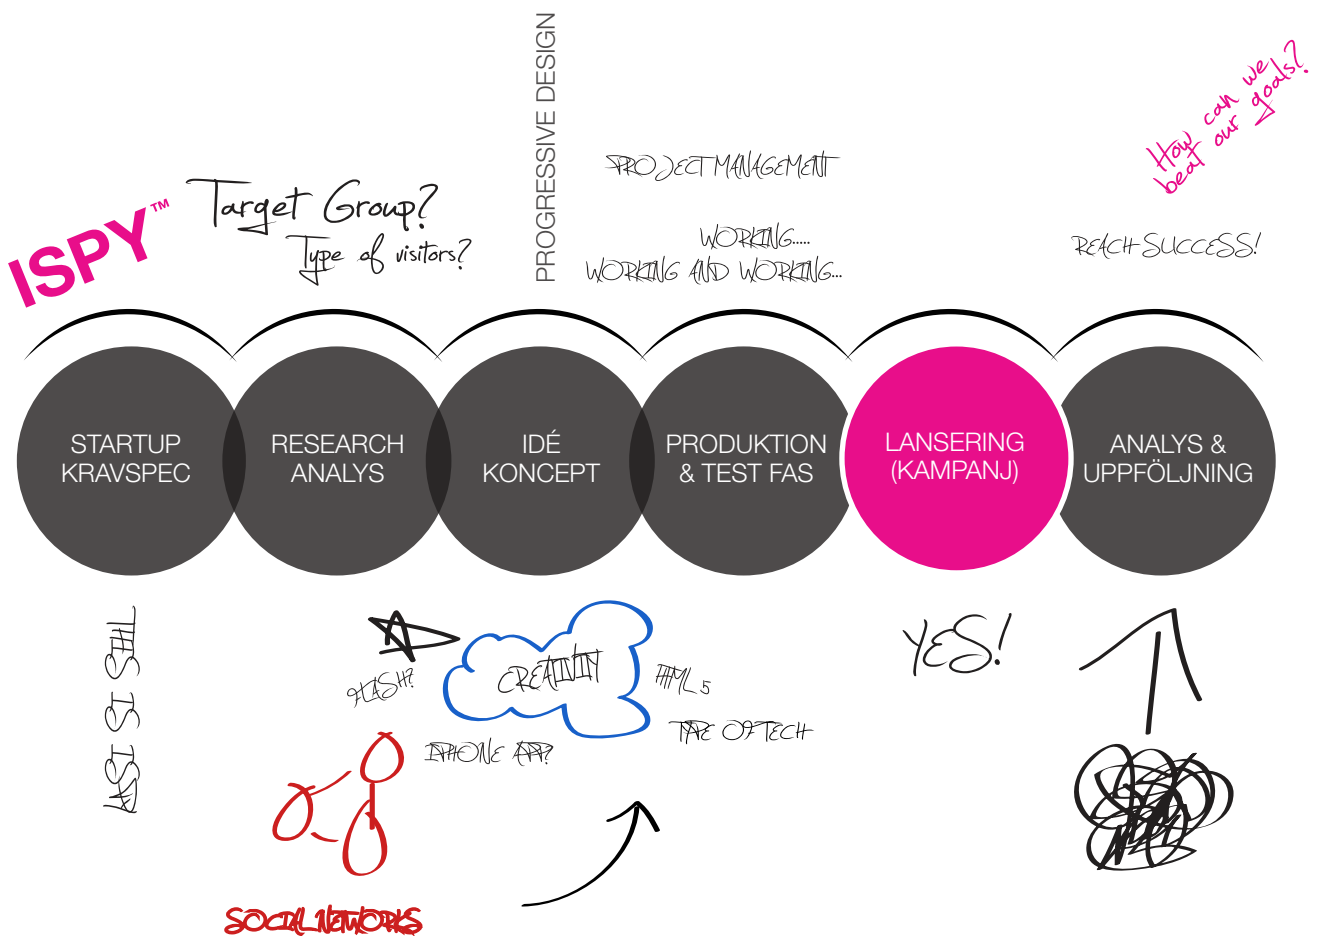 PROGRESSIVE DESIGN
How can we
beat our goals?
ISPY™
Target Group?
Type of visitors?
PROJECT MANAGEMENT
WORKING.....
WORKING AND WORKING...
REACH SUCCESS!
STARTUP
KRAVSPEC
RESEARCH
ANALYS
IDÉ
KONCEPT
PRODUKTION
& TEST FAS
LANSERING
(KAMPANJ)
ANALYS &
UPPFÖLJNING
FLASH?
CREATIVITY
HTML 5
TYPE OF TECH
IPHONE APP?
YES!
SOCIAL NETWORKS